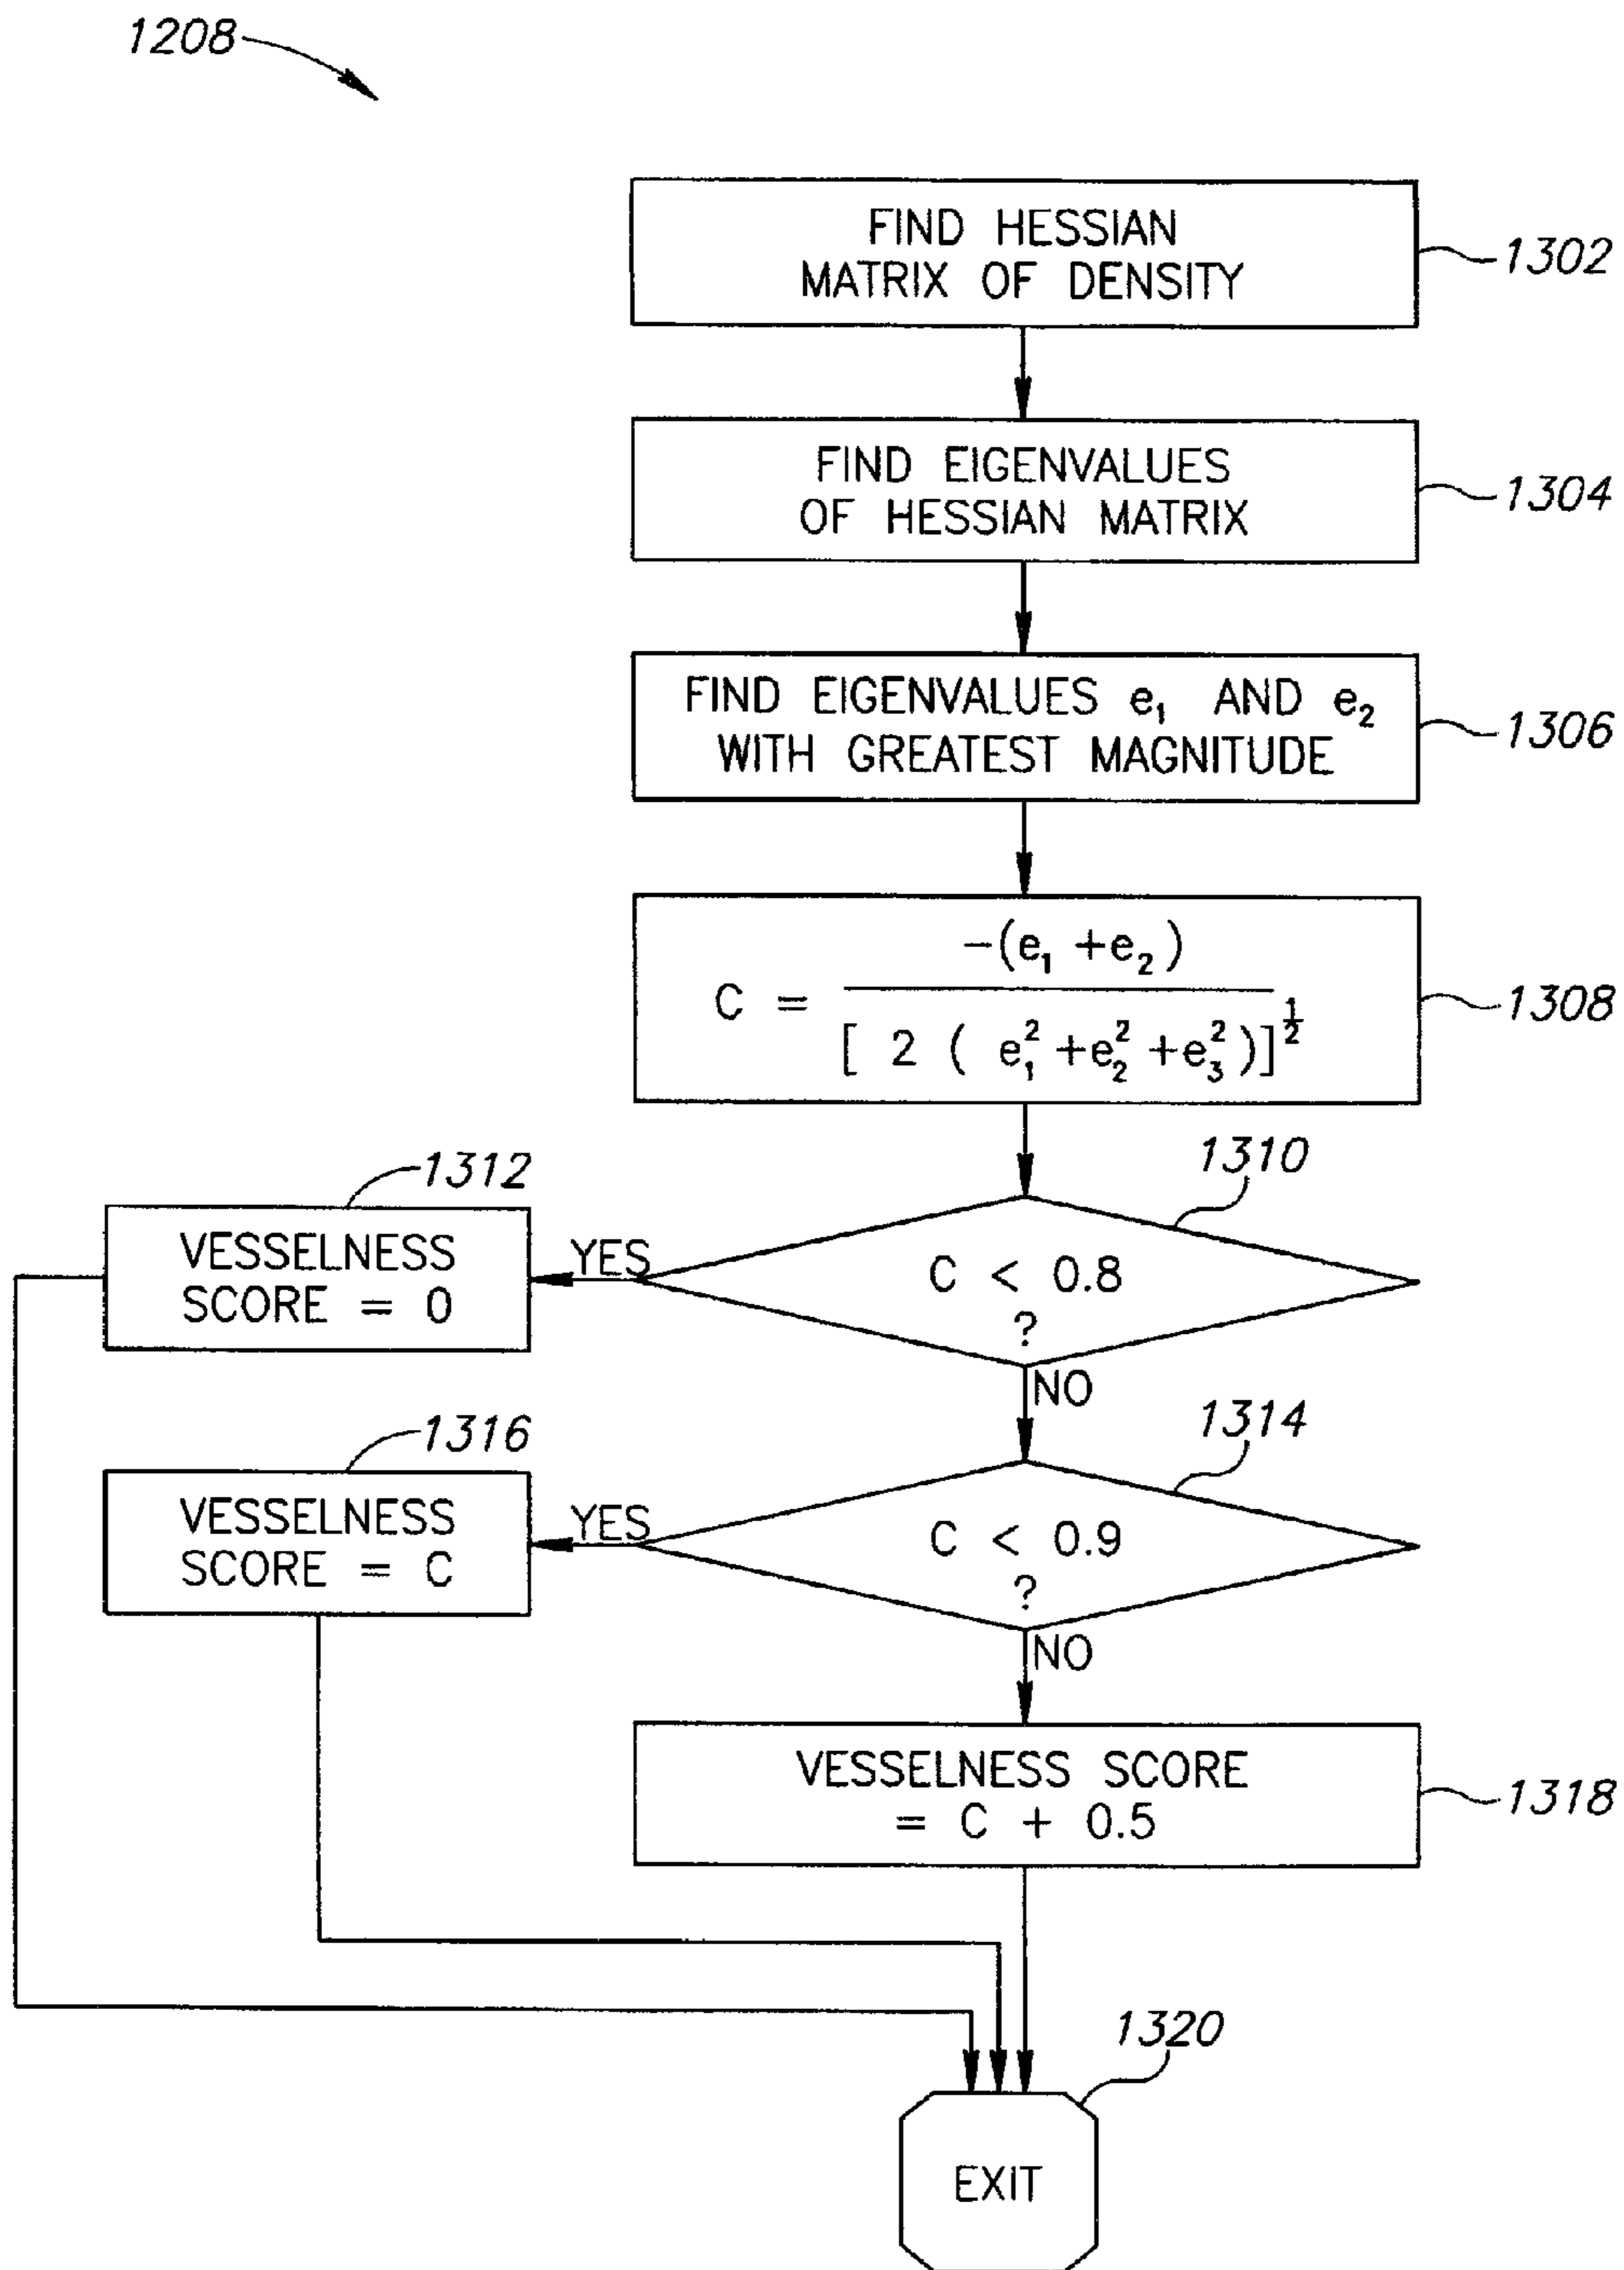 1208
FIND HESSIAN
MATRIX OF DENSITY
1302
FIND EIGENVALUES
OF HESSIAN MATRIX
1304
FIND EIGENVALUES e₁ AND e₂
WITH GREATEST MAGNITUDE
1306
C = -(e₁ +e₂) / [ 2 ( e₁² +e₂² +e₃²)]^½
1308
1310
C < 0.8
?
YES
NO
1312
VESSELNESS
SCORE = 0
1314
C < 0.9
?
YES
NO
1316
VESSELNESS
SCORE = C
VESSELNESS SCORE
= C + 0.5
1318
1320
EXIT